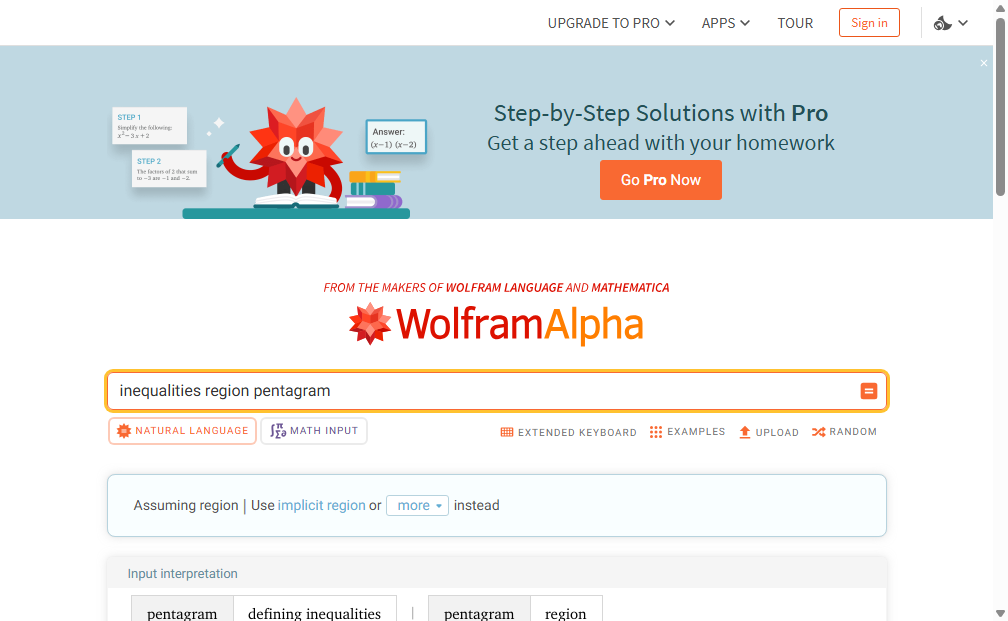 UPGRADE TO PRO
APPS
TOUR
Sign in
STEP 1
Simplify the following:
x² − 3 x + 2
STEP 2
The factors of 2 that sum
to −3 are −1 and −2.
Answer:
(x−1) (x−2)
Step-by-Step Solutions with Pro
Get a step ahead with your homework
Go Pro Now
FROM THE MAKERS OF WOLFRAM LANGUAGE AND MATHEMATICA
WolframAlpha
inequalities region pentagram
NATURAL LANGUAGE
MATH INPUT
EXTENDED KEYBOARD
EXAMPLES
UPLOAD
RANDOM
Assuming region | Use implicit region or more instead
Input interpretation
pentagram defining inequalities | pentagram region